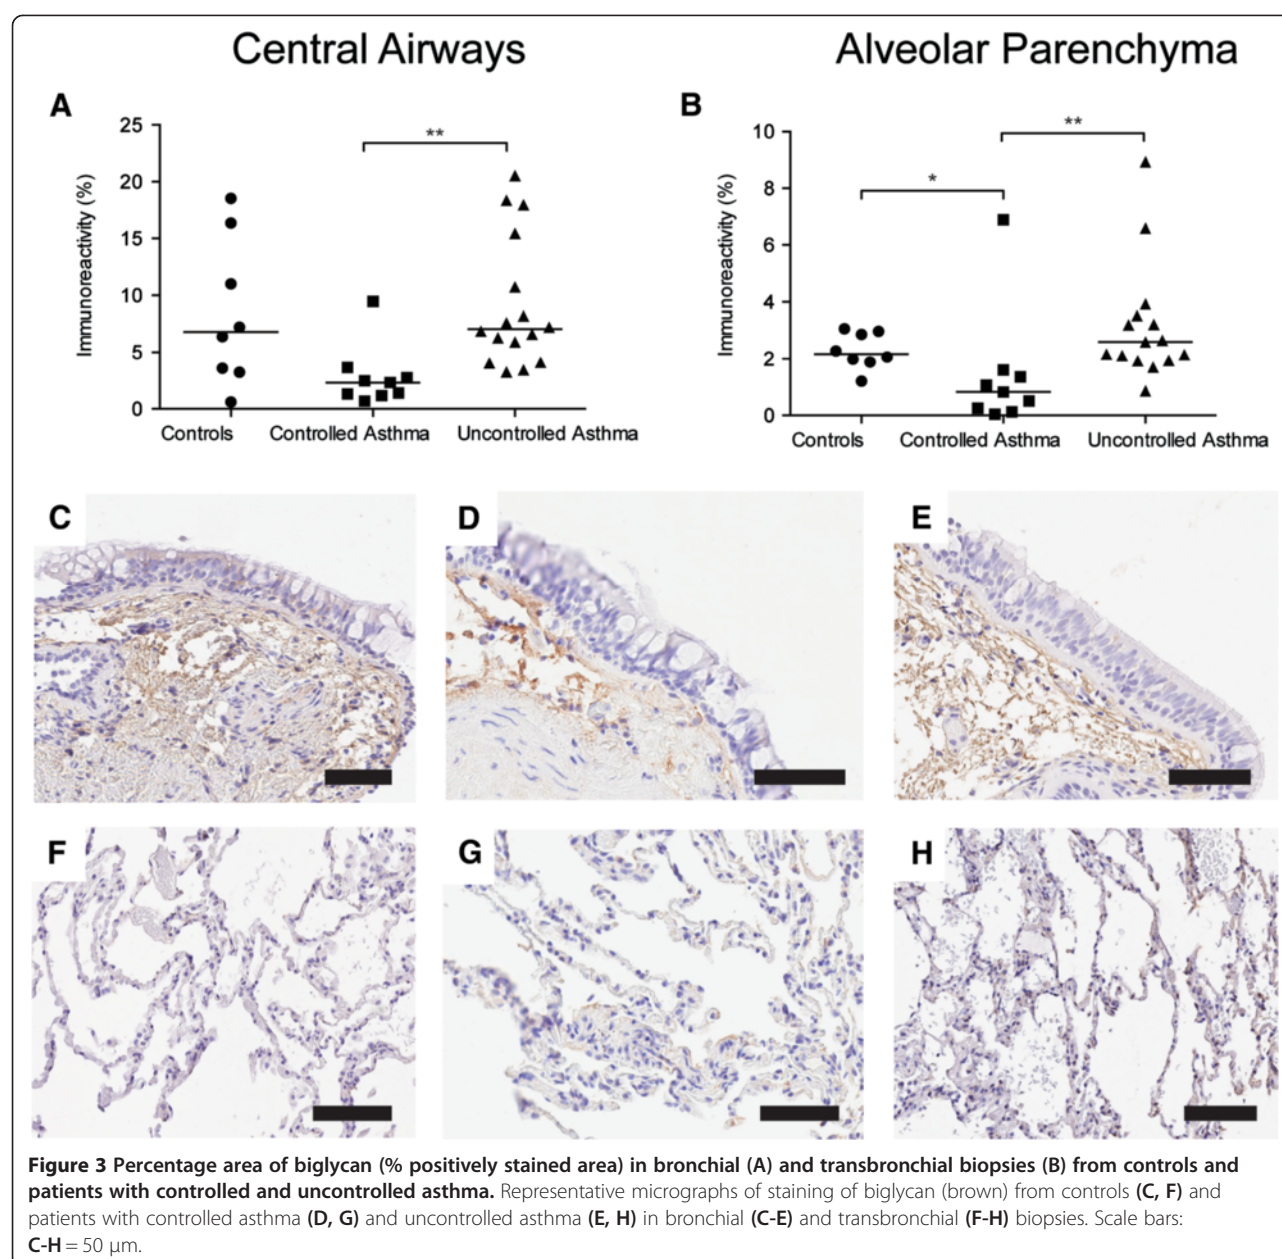 Central Airways
Alveolar Parenchyma
A
25
20
15
10
5
0
Immunoreactivity (%)
**
Controls
Controlled Asthma
Uncontrolled Asthma
B
10
8
6
4
2
0
Immunoreactivity (%)
*
**
Controls
Controlled Asthma
Uncontrolled Asthma
C
D
E
F
G
H
Figure 3 Percentage area of biglycan (% positively stained area) in bronchial (A) and transbronchial biopsies (B) from controls and
patients with controlled and uncontrolled asthma. Representative micrographs of staining of biglycan (brown) from controls (C, F) and
patients with controlled asthma (D, G) and uncontrolled asthma (E, H) in bronchial (C-E) and transbronchial (F-H) biopsies. Scale bars:
C-H = 50 μm.